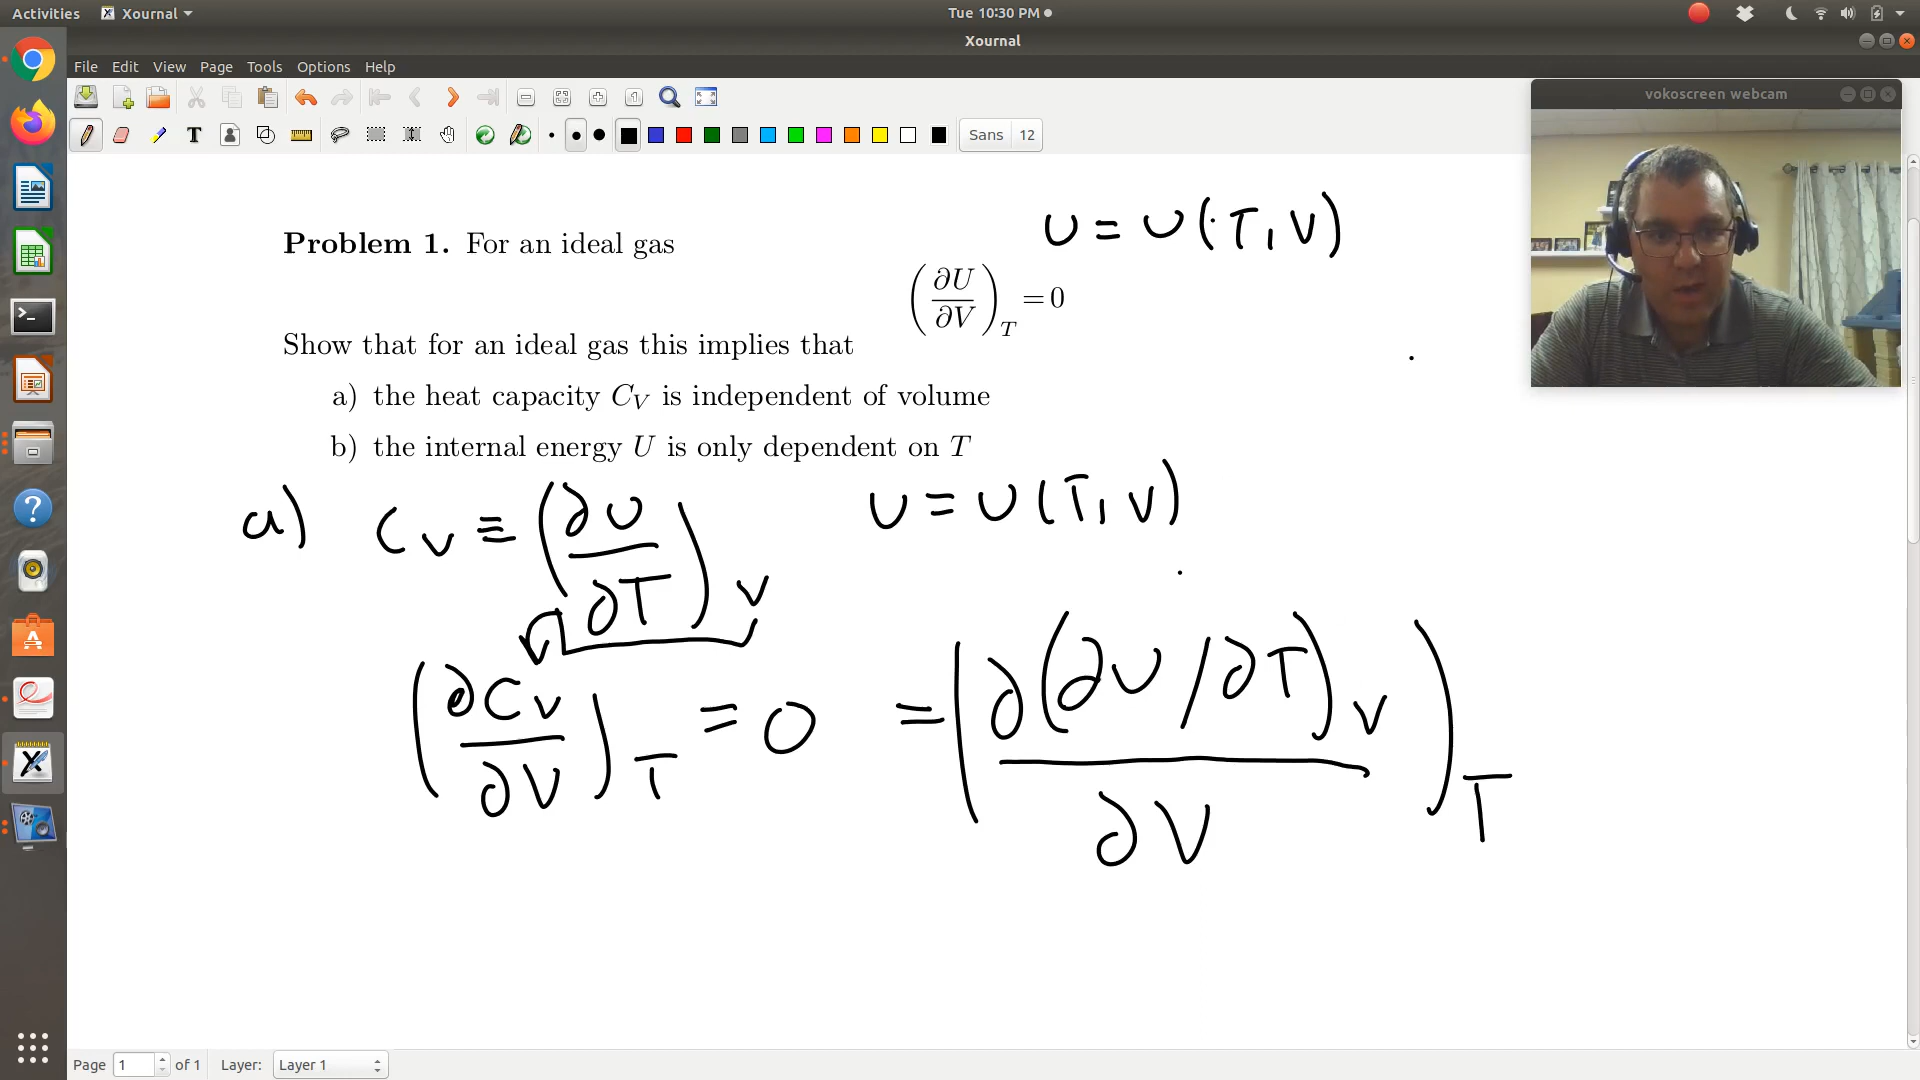 Activities Xournal Tue 10:30 PM
Xournal
File Edit View Page Tools Options Help
vokoscreen webcam
Sans 12
U = U(T, V)
Problem 1. For an ideal gas
(∂U/∂V)_T = 0
Show that for an ideal gas this implies that
a) the heat capacity C_V is independent of volume
b) the internal energy U is only dependent on T
a) C_V ≡ (∂U/∂T)_V U = U(T, V)
(∂C_V/∂V)_T = 0 = (∂(∂U/∂T)_V/∂V)_T
Page 1 of 1 Layer: Layer 1